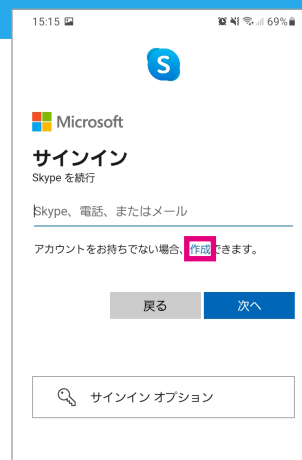 15:15 69%
S
Microsoft
サインイン
Skype を続行
Skype、電話、またはメール
アカウントをお持ちでない場合、作成できます。
戻る 次へ
サインイン オプション